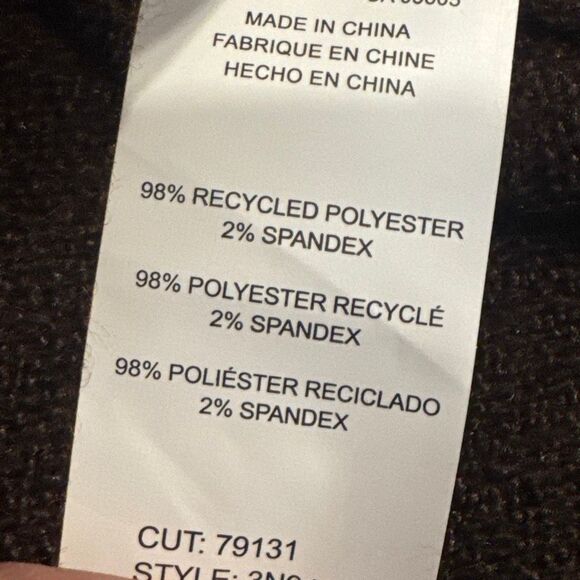 MADE IN CHINA
FABRIQUE EN CHINE
HECHO EN CHINA
98% RECYCLED POLYESTER
2% SPANDEX
98% POLYESTER RECYCLÉ
2% SPANDEX
98% POLIÉSTER RECICLADO
2% SPANDEX
CUT: 79131
STYLE: